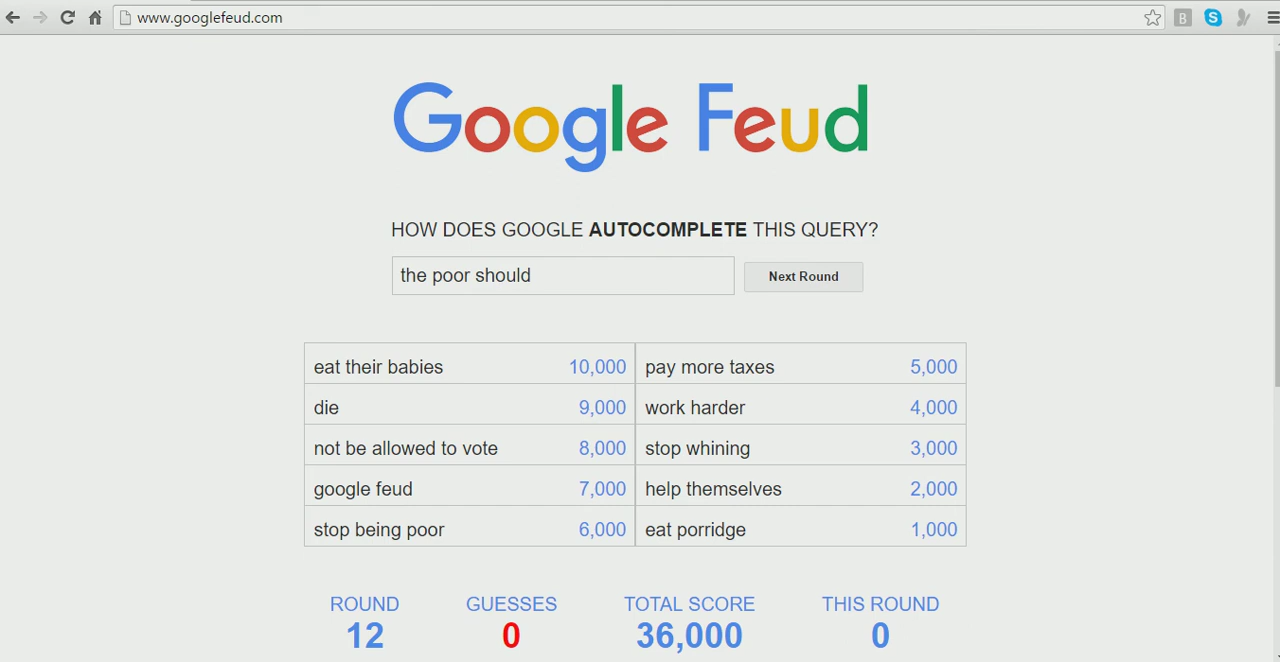 www.googlefeud.com
B
S
Google Feud
HOW DOES GOOGLE AUTOCOMPLETE THIS QUERY?
the poor should Next Round
eat their babies 10,000 pay more taxes 5,000
die 9,000 work harder 4,000
not be allowed to vote 8,000 stop whining 3,000
google feud 7,000 help themselves 2,000
stop being poor 6,000 eat porridge 1,000
ROUND GUESSES TOTAL SCORE THIS ROUND
12 0 36,000 0